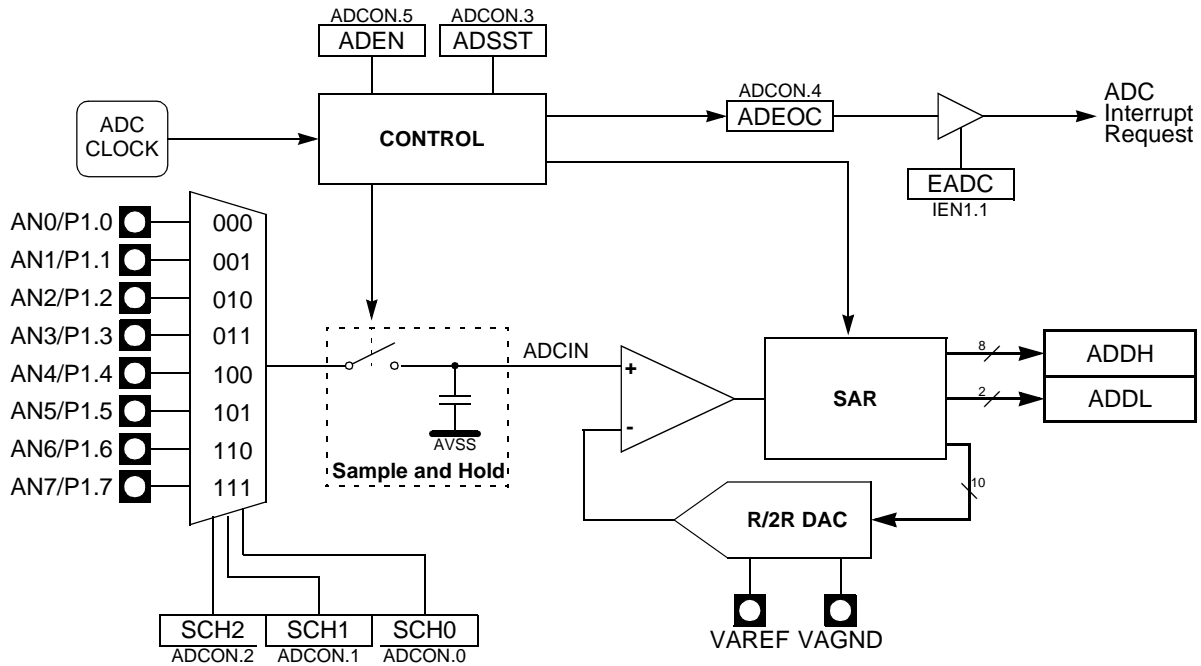 ADCON.5
ADEN
ADCON.3
ADSST
ADC
CLOCK
CONTROL
ADCON.4
ADEOC
ADC
Interrupt
Request
EADC
IEN1.1
AN0/P1.0
000
AN1/P1.1
001
AN2/P1.2
010
AN3/P1.3
011
AN4/P1.4
100
AN5/P1.5
101
AN6/P1.6
110
AN7/P1.7
111
AVSS
Sample and Hold
ADCIN
+
-
SAR
8
ADDH
2
ADDL
10
R/2R DAC
VAREF
VAGND
SCH2
SCH1
SCH0
ADCON.2
ADCON.1
ADCON.0